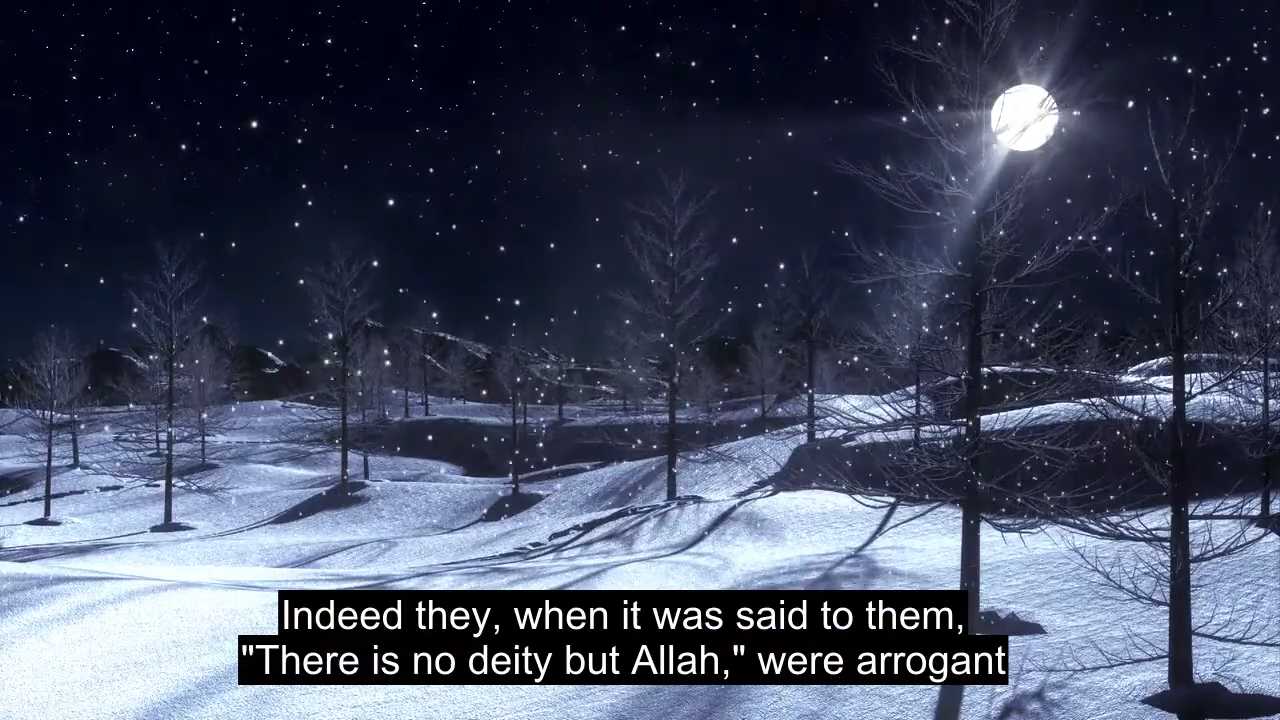 Indeed they, when it was said to them,
"There is no deity but Allah," were arrogant